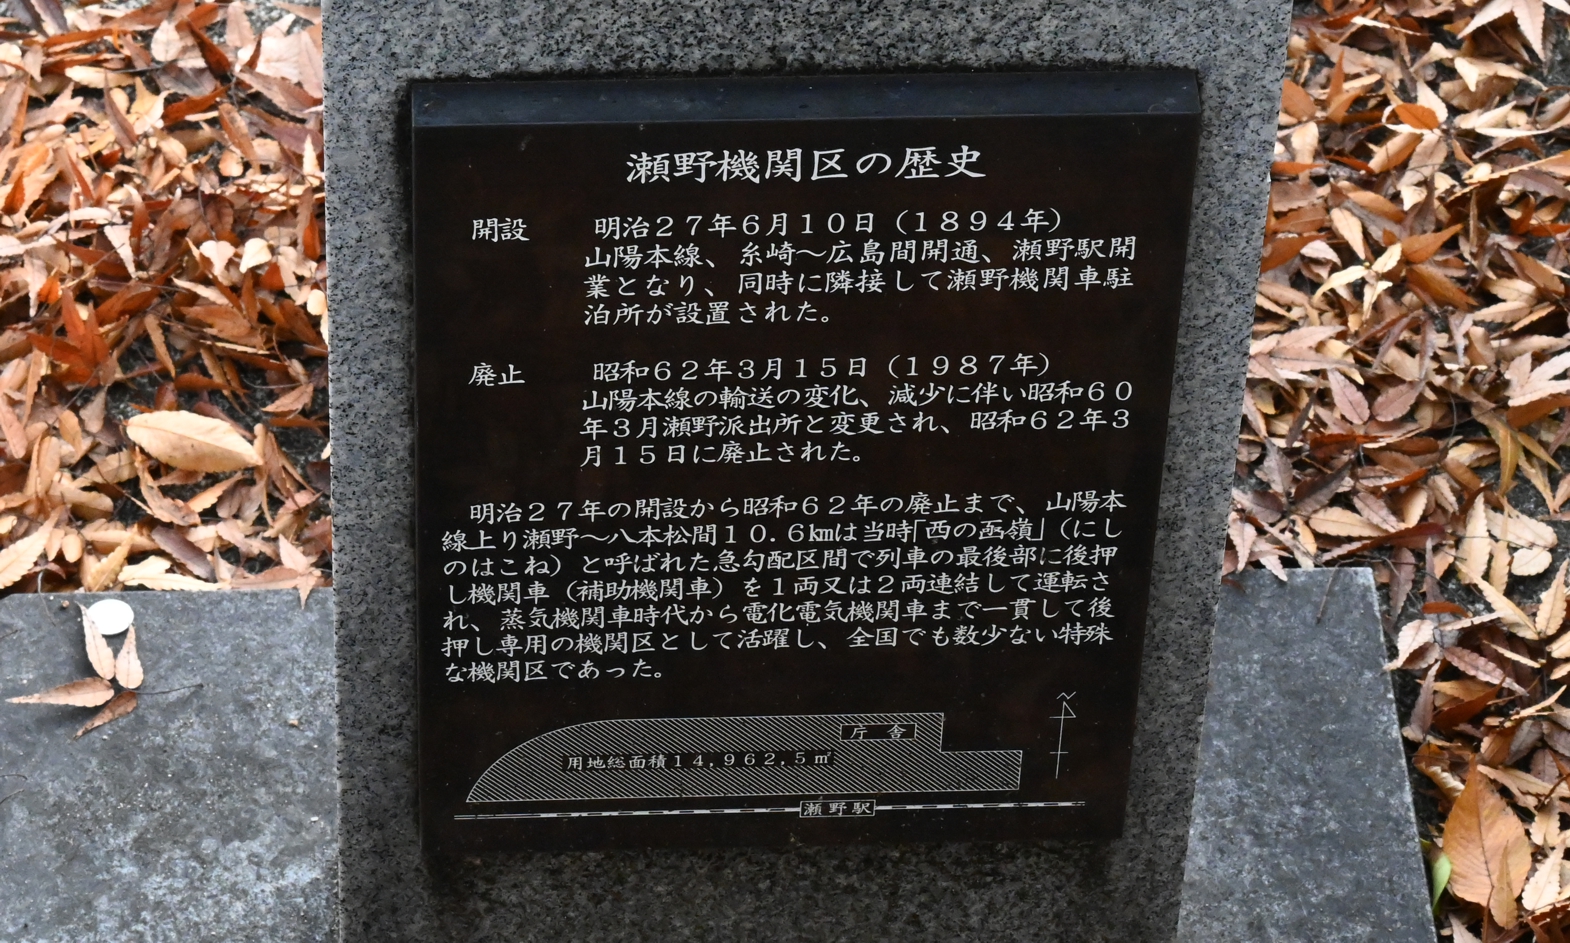 瀬野機関区の歴史
開設 明治27年6月10日（1894年）
山陽本線、糸崎〜広島間開通、瀬野駅開
業となり、同時に隣接して瀬野機関車駐
泊所が設置された。
廃止 昭和62年3月15日（1987年）
山陽本線の輸送の変化、減少に伴い昭和60
年3月瀬野派出所と変更され、昭和62年3
月15日に廃止された。
明治27年の開設から昭和62年の廃止まで、山陽本
線上り瀬野〜八本松間10.6㎞は当時「西の函嶺」（にし
のはこね）と呼ばれた急勾配区間で列車の最後部に後押
し機関車（補助機関車）を1両又は2両連結して運転さ
れ、蒸気機関車時代から電化電気機関車まで一貫して後
押し専用の機関区として活躍し、全国でも数少ない特殊
な機関区であった。
庁舎
用地総面積14,962,5㎡
瀬野駅